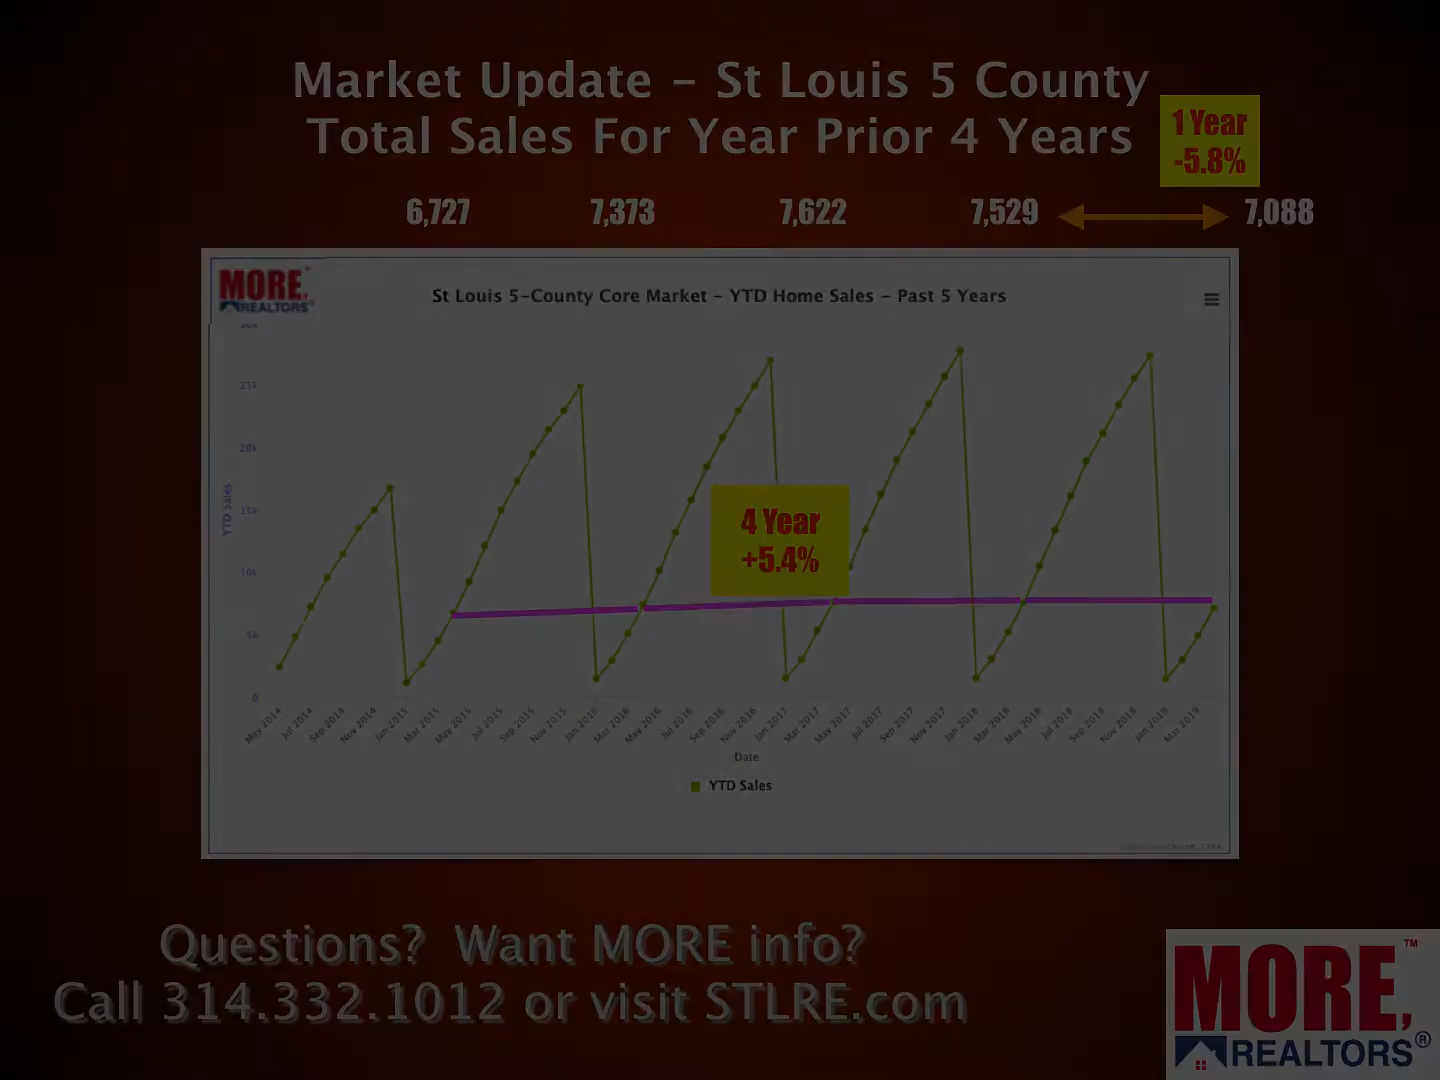 Market Update - St Louis 5 County
Total Sales For Year Prior 4 Years
1 Year
-5.8%
6,727 7,373 7,622 7,529 7,088
MORE,
REALTORS
St Louis 5-County Core Market - YTD Home Sales - Past 5 Years
25k
20k
15k
10k
5k
0
YTD Sales
4 Year
+5.4%
May 2014 Jul 2014 Sep 2014 Nov 2014 Jan 2015 Mar 2015 May 2015 Jul 2015 Sep 2015 Nov 2015 Jan 2016 Mar 2016 May 2016 Jul 2016 Sep 2016 Nov 2016 Jan 2017 Mar 2017 May 2017 Jul 2017 Sep 2017 Nov 2017 Jan 2018 Mar 2018 May 2018 Jul 2018 Sep 2018 Nov 2018 Jan 2019 Mar 2019
Date
YTD Sales
Questions? Want MORE info?
Call 314.332.1012 or visit STLRE.com
MORE,™
REALTORS®